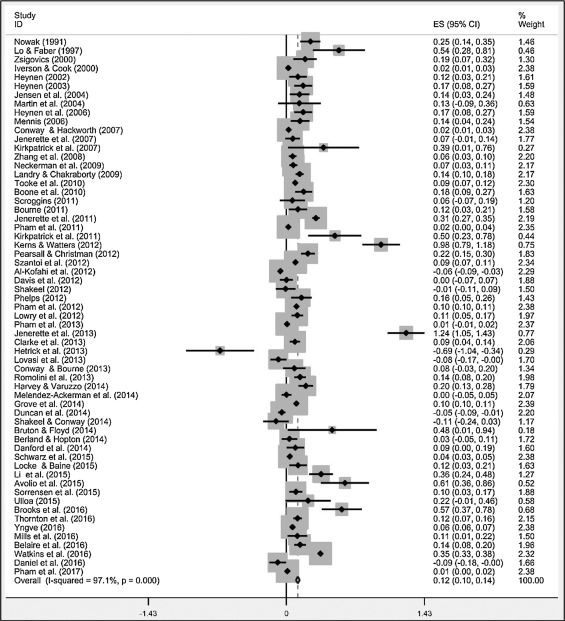 Study % 
ID ES (95% CI) Weight
Nowak (1991) 0.25 (0.14, 0.35) 1.46
Lo & Faber (1997) 0.54 (0.28, 0.81) 0.46
Zsigovics (2000) 0.19 (0.07, 0.32) 1.30
Iverson & Cook (2000) 0.02 (0.01, 0.03) 2.38
Heynen (2002) 0.12 (0.03, 0.21) 1.61
Heynen (2003) 0.17 (0.08, 0.27) 1.59
Jensen et al. (2004) 0.14 (0.03, 0.24) 1.48
Martin et al. (2004) 0.13 (-0.09, 0.36) 0.63
Heynen et al. (2006) 0.17 (0.08, 0.27) 1.59
Mennis (2006) 0.14 (0.04, 0.24) 1.54
Conway & Hackworth (2007) 0.02 (0.01, 0.03) 2.38
Jenerette et al. (2007) 0.07 (-0.01, 0.14) 1.77
Kirkpatrick et al. (2007) 0.39 (0.01, 0.76) 0.27
Zhang et al. (2008) 0.06 (0.03, 0.10) 2.20
Neckerman et al. (2009) 0.07 (0.03, 0.11) 2.17
Landry & Chakraborty (2009) 0.14 (0.10, 0.18) 2.17
Tooke et al. (2010) 0.09 (0.07, 0.12) 2.30
Boone et al. (2010) 0.18 (0.09, 0.27) 1.63
Scroggins (2011) 0.06 (-0.07, 0.19) 1.20
Bourne (2011) 0.12 (0.03, 0.21) 1.58
Jenerette et al. (2011) 0.31 (0.27, 0.35) 2.19
Pham et al. (2011) 0.02 (0.00, 0.04) 2.35
Kirkpatrick et al. (2011) 0.50 (0.23, 0.78) 0.44
Kerns & Watters (2012) 0.98 (0.79, 1.18) 0.75
Pearsall & Christman (2012) 0.22 (0.15, 0.30) 1.83
Szantoi et al. (2012) 0.09 (0.07, 0.11) 2.34
Al-Kofahi et al. (2012) -0.06 (-0.09, -0.03) 2.29
Davis et al. (2012) 0.00 (-0.07, 0.07) 1.88
Shakeel (2012) -0.01 (-0.11, 0.09) 1.50
Phelps (2012) 0.16 (0.05, 0.26) 1.43
Pham et al. (2012) 0.10 (0.10, 0.11) 2.38
Lowry et al. (2012) 0.11 (0.05, 0.17) 1.97
Pham et al. (2013) 0.01 (-0.01, 0.02) 2.37
Jenerette et al. (2013) 1.24 (1.05, 1.43) 0.77
Clarke et al. (2013) 0.09 (0.04, 0.14) 2.06
Hetrick et al. (2013) -0.69 (-1.04, -0.34) 0.29
Lovasi et al. (2013) -0.08 (-0.17, -0.00) 1.70
Conway & Bourne (2013) 0.08 (-0.03, 0.20) 1.34
Romolini et al. (2013) 0.14 (0.08, 0.20) 1.98
Harvey & Varuzzo (2014) 0.20 (0.13, 0.28) 1.79
Melendez-Ackerman et al. (2014) 0.00 (-0.05, 0.05) 2.07
Grove et al. (2014) 0.10 (0.10, 0.11) 2.39
Duncan et al. (2014) -0.05 (-0.09, -0.01) 2.20
Shakeel & Conway (2014) -0.11 (-0.24, 0.03) 1.17
Bruton & Floyd (2014) 0.48 (0.01, 0.94) 0.18
Berland & Hopton (2014) 0.03 (-0.05, 0.11) 1.72
Danford et al. (2014) 0.09 (0.00, 0.19) 1.60
Schwarz et al. (2015) 0.04 (0.03, 0.05) 2.38
Locke & Baine (2015) 0.12 (0.03, 0.21) 1.63
Li et al. (2015) 0.36 (0.24, 0.48) 1.27
Avolio et al. (2015) 0.61 (0.36, 0.86) 0.52
Sorrensen et al. (2015) 0.10 (0.03, 0.17) 1.88
Ulloa (2015) 0.22 (-0.01, 0.46) 0.58
Brooks et al. (2016) 0.57 (0.37, 0.78) 0.68
Thornton et al. (2016) 0.12 (0.07, 0.16) 2.15
Yngve (2016) 0.06 (0.06, 0.07) 2.38
Mills et al. (2016) 0.11 (0.01, 0.22) 1.50
Belaire et al. (2016) 0.14 (0.08, 0.20) 1.96
Watkins et al. (2016) 0.35 (0.33, 0.38) 2.32
Daniel et al. (2016) -0.09 (-0.18, -0.00) 1.66
Pham et al. (2017) 0.01 (0.00, 0.02) 2.38
Overall (I-squared = 97.1%, p = 0.000) 0.12 (0.10, 0.14) 100.00
-1.43 0 1.43